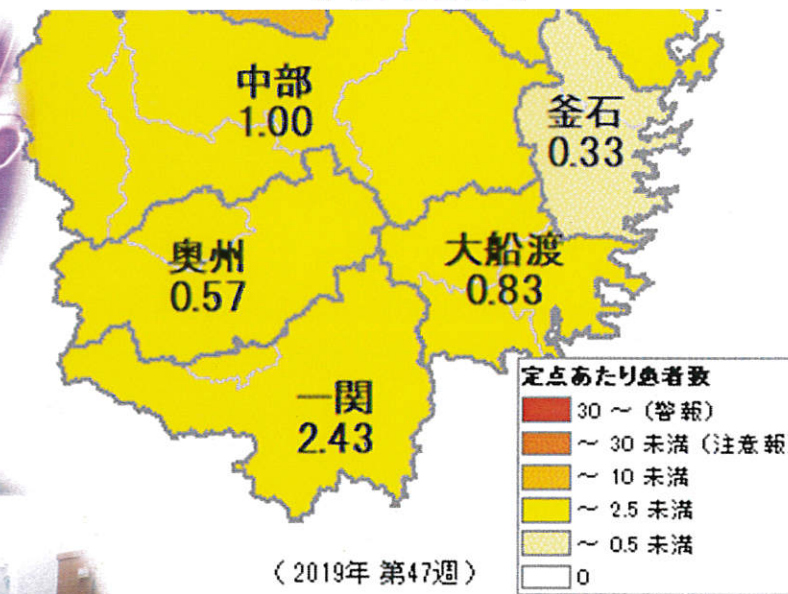 中部
1.00
釜石
0.33
奥州
0.57
大船渡
0.83
一関
2.43
定点あたり患者数
30 ～ (警報)
～ 30 未満 (注意報
～ 10 未満
～ 2.5 未満
～ 0.5 未満
0
( 2019年 第47週 )